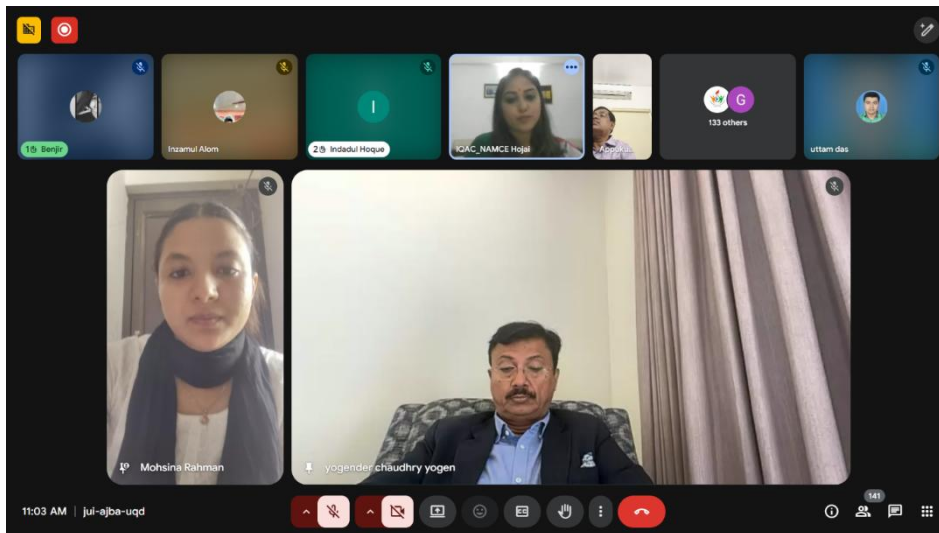 1 Benjir
Inzamul Alom
I
2 Indadul Hoque
IQAC_NAMCE Hojai
G
133 others
uttam das
Mohsina Rahman
yogender chaudhry yogen
11:03 AM | jui-ajba-uqd
141